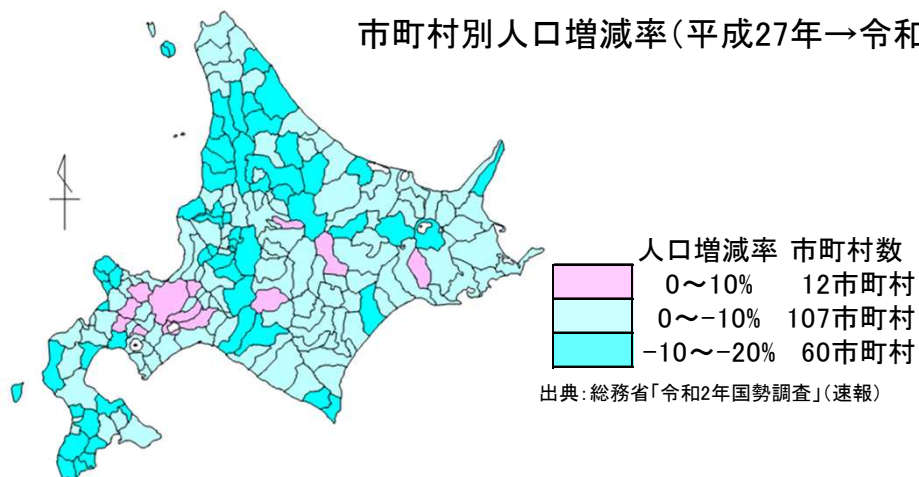 市町村別人口増減率(平成27年→令和
人口増減率 市町村数
0~10% 12市町村
0~-10% 107市町村
-10~-20% 60市町村
出典:総務省「令和2年国勢調査」(速報)